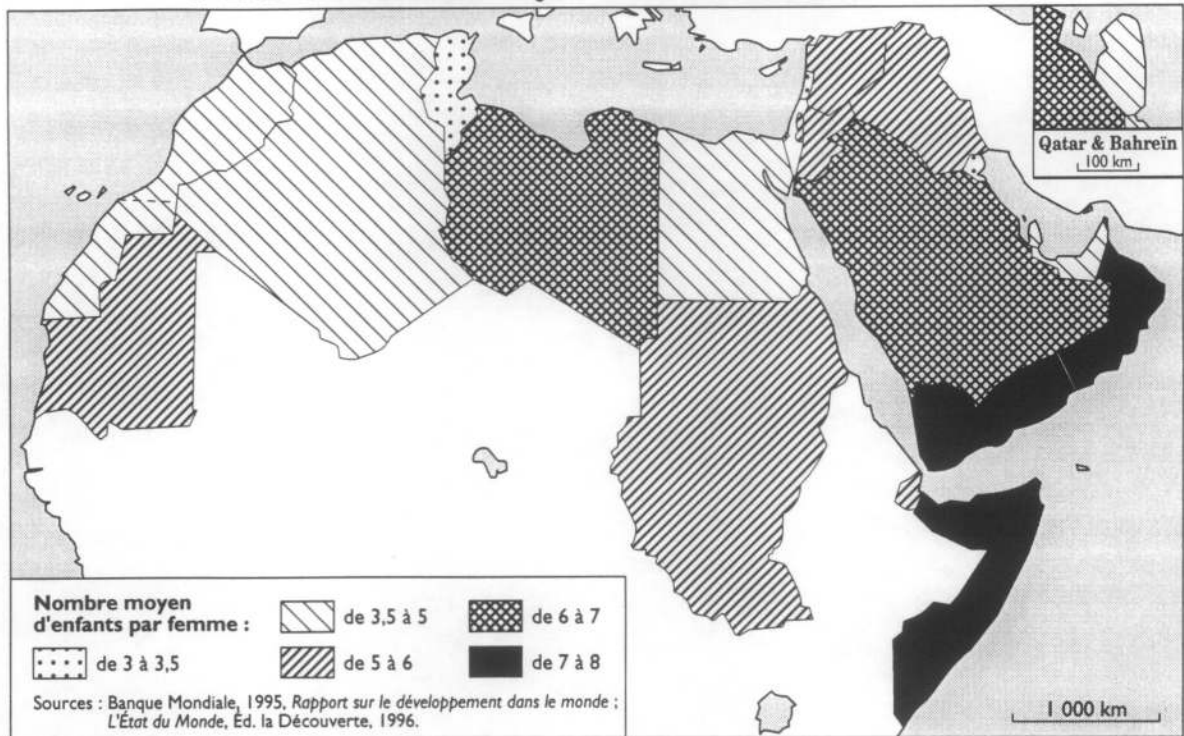 Qatar & Bahreïn
100 km
Nombre moyen
d'enfants par femme :
de 3 à 3,5
de 3,5 à 5
de 5 à 6
de 6 à 7
de 7 à 8
Sources : Banque Mondiale, 1995, Rapport sur le développement dans le monde ;
L'État du Monde, Éd. la Découverte, 1996.
1 000 km